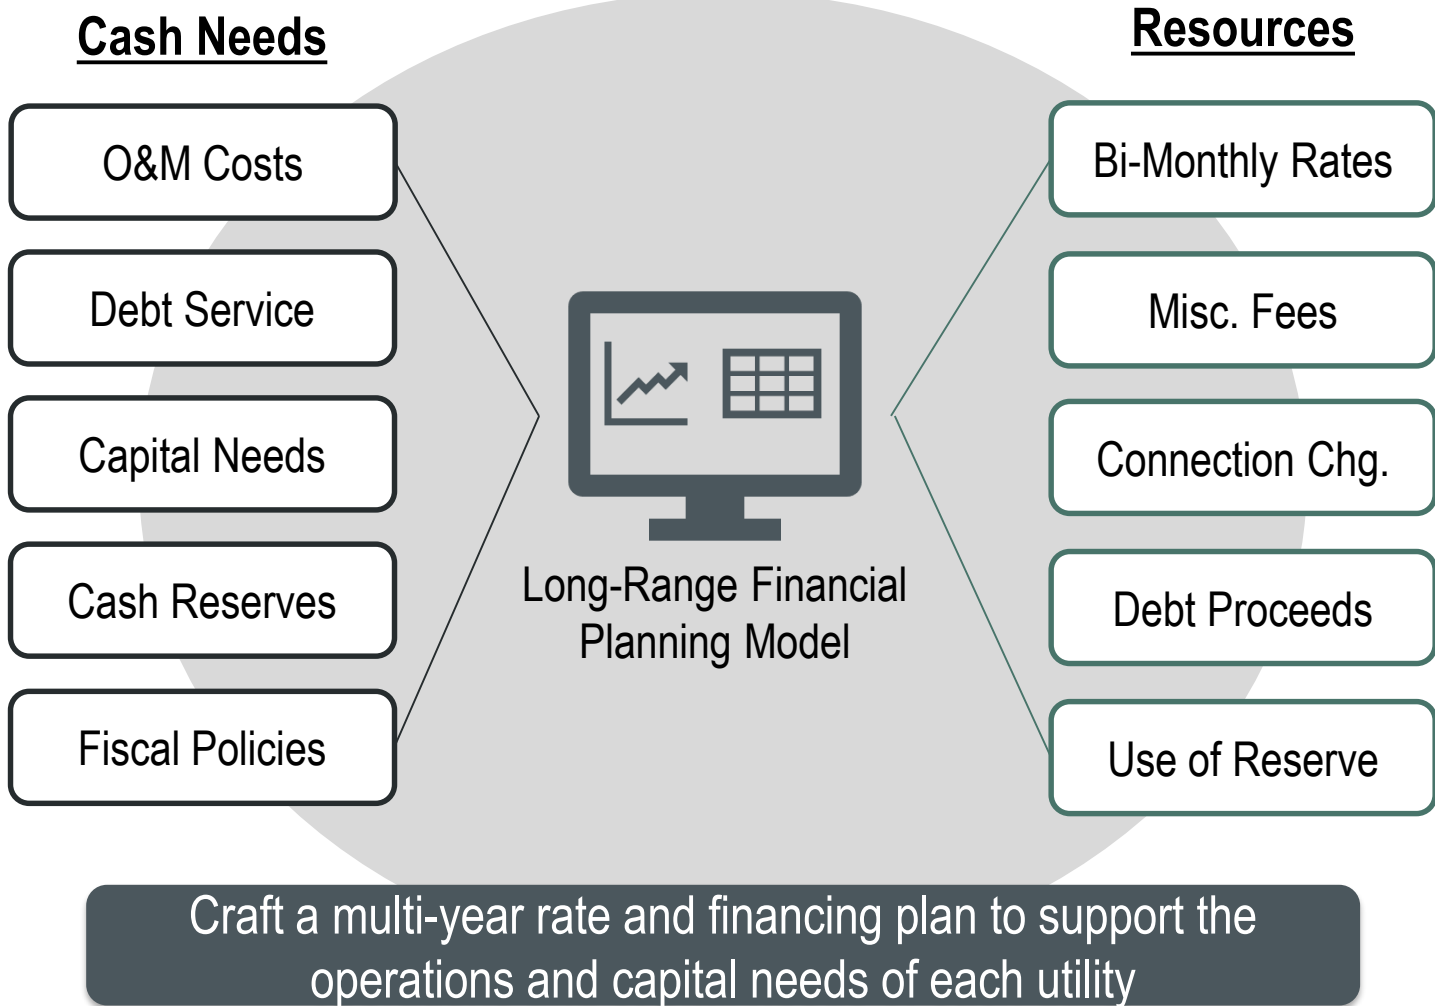 Cash Needs
O&M Costs
Debt Service
Capital Needs
Cash Reserves
Fiscal Policies
Long-Range Financial
Planning Model
Resources
Bi-Monthly Rates
Misc. Fees
Connection Chg.
Debt Proceeds
Use of Reserve
Craft a multi-year rate and financing plan to support the
operations and capital needs of each utility